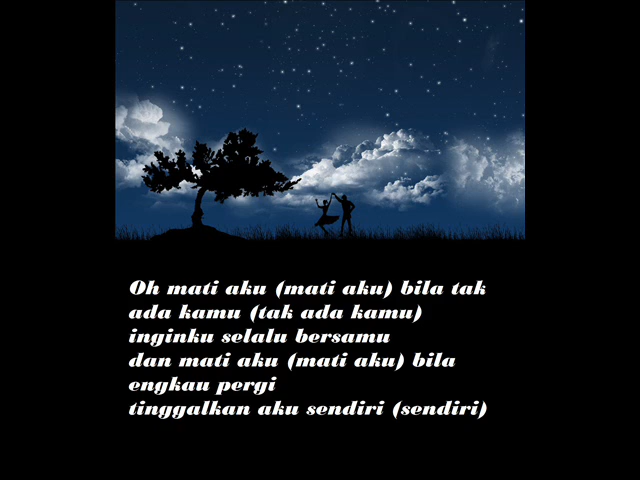 Oh mati aku (mati aku) bila tak
ada kamu (tak ada kamu)
inginku selalu bersamu
dan mati aku (mati aku) bila
engkau pergi
tinggalkan aku sendiri (sendiri)